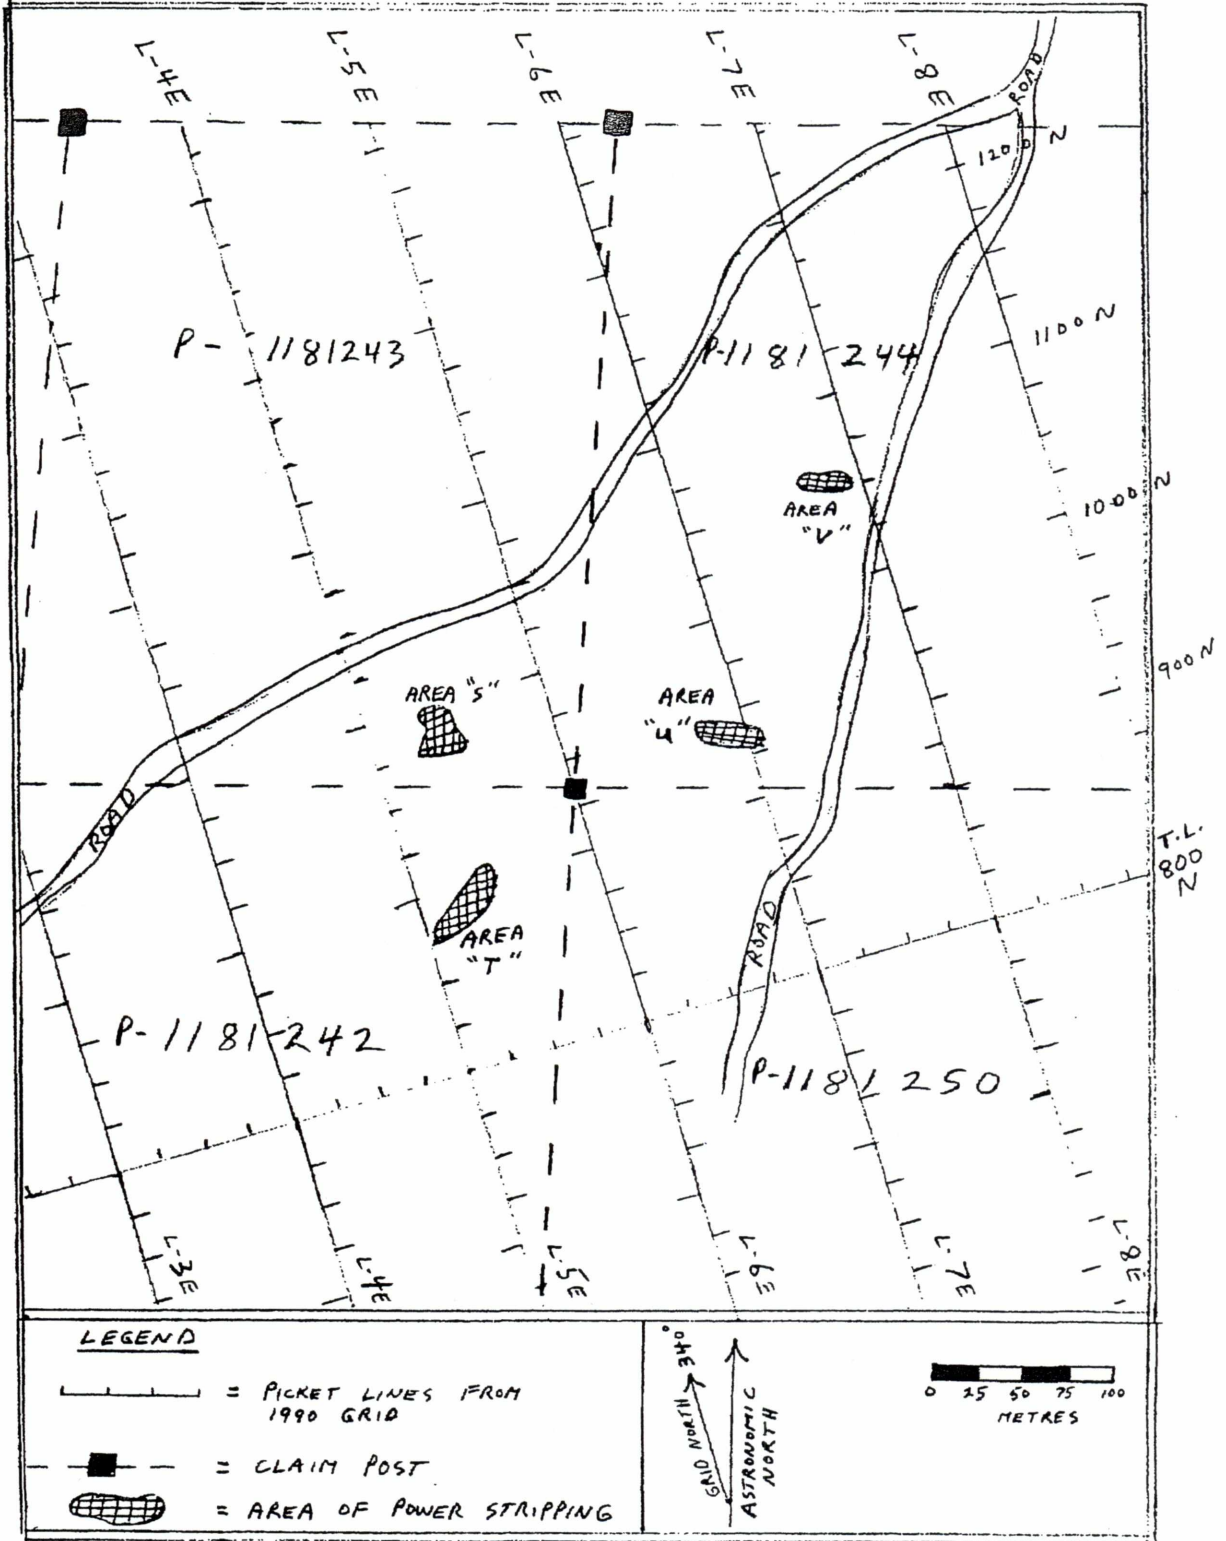 L-4E
L-5E
L-6E
L-7E
L-8E
ROAD
1200 N
P- 1181243
P-1181244
1100 N
AREA
"V"
1000 N
900 N
AREA "S"
AREA
"U"
ROAD
T.L.
800
N
AREA
"T"
ROAD
P-1181242
P-1181250
L-3E
L-4E
L-5E
L-6E
L-7E
L-8E
LEGEND
= PICKET LINES FROM
1990 GRID
= CLAIM POST
= AREA OF POWER STRIPPING
GRID NORTH 340°
ASTRONOMIC
NORTH
0 25 50 75 100
METRES